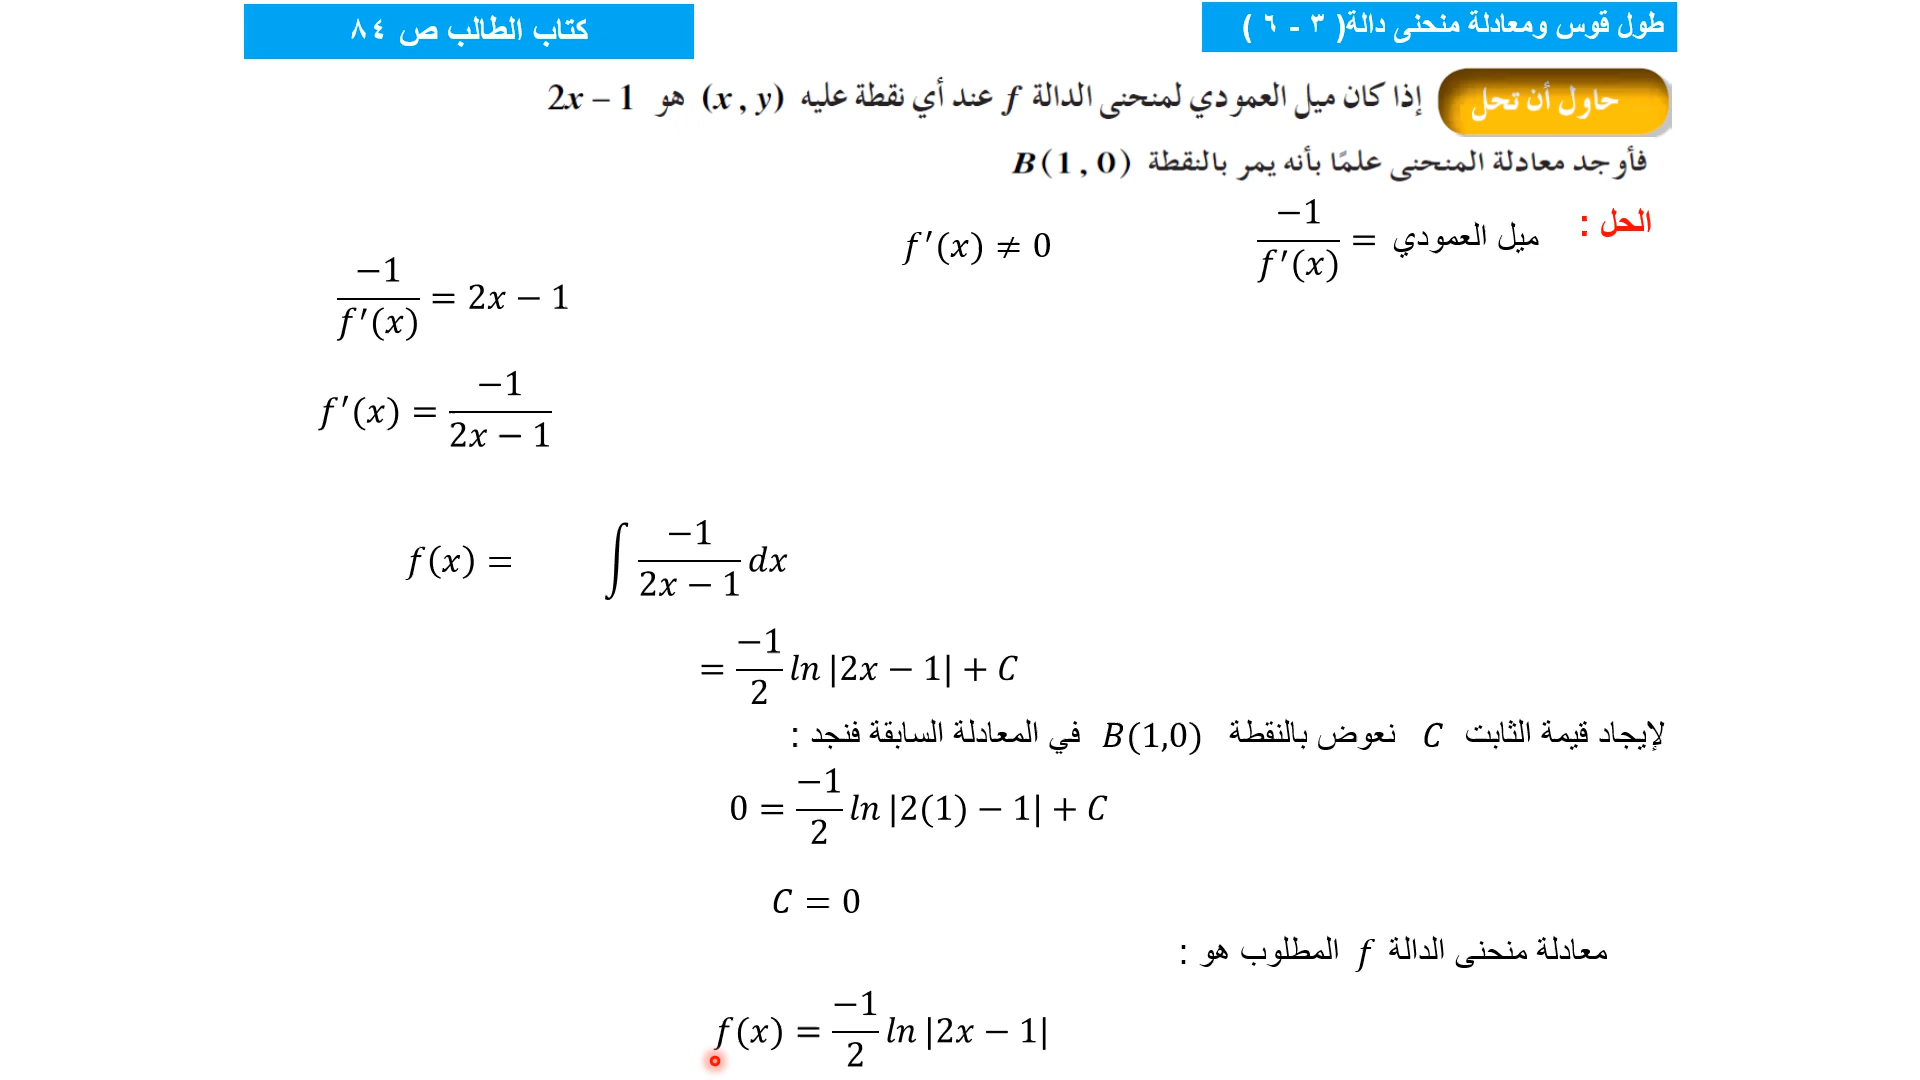 طول قوس ومعادلة منحنى دالة( ٣ - ٦ )
كتاب الطالب ص ٨٤
حاول أن تحل
إذا كان ميل العمودي لمنحنى الدالة f عند أي نقطة عليه (x , y) هو 2x – 1
فأوجد معادلة المنحنى علمًا بأنه يمر بالنقطة B(1 , 0)
الحل :
ميل العمودي = −1/f′(x)
f′(x) ≠ 0
−1/f′(x) = 2x − 1
f′(x) = −1/(2x − 1)
f(x) = ∫ −1/(2x − 1) dx
= −1/2 ln |2x − 1| + C
لإيجاد قيمة الثابت C نعوض بالنقطة B(1,0) في المعادلة السابقة فنجد :
0 = −1/2 ln |2(1) − 1| + C
C = 0
معادلة منحنى الدالة f المطلوب هو :
f(x) = −1/2 ln |2x − 1|